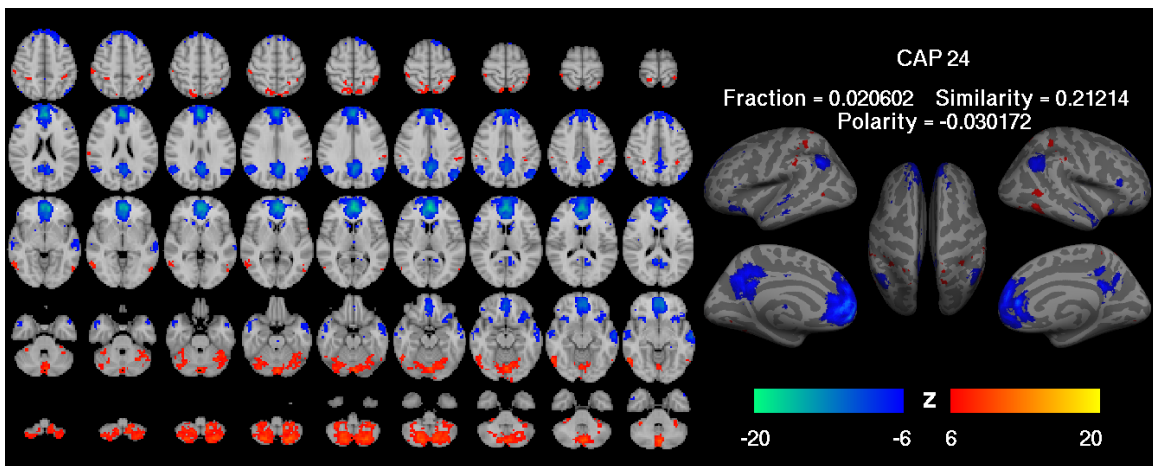 CAP 24
Fraction = 0.020602 Similarity = 0.21214
Polarity = -0.030172
z
-20 -6 6 20